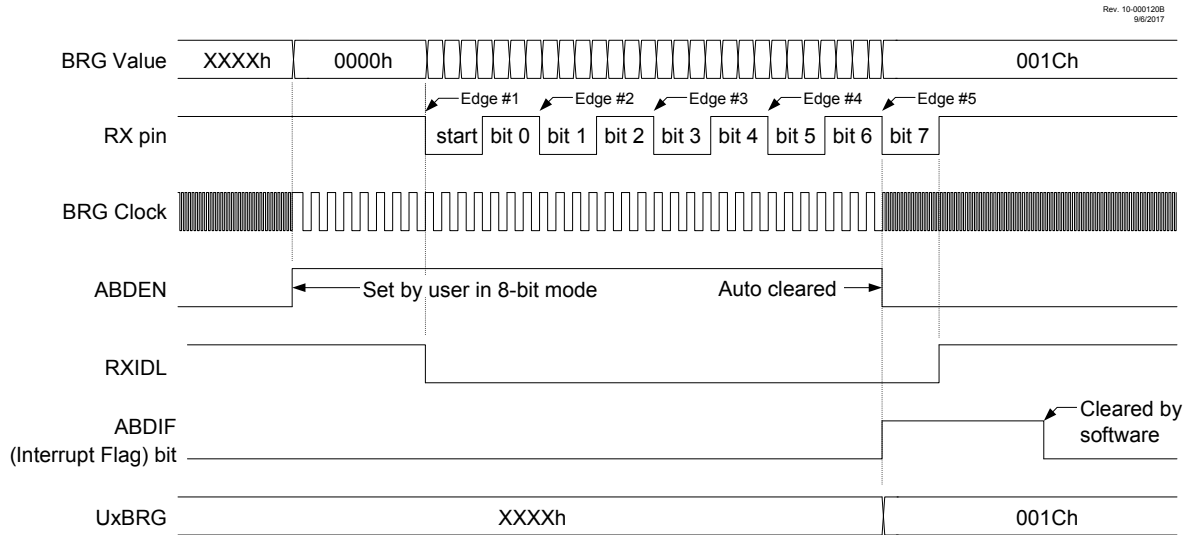 Rev. 10-000120B
9/6/2017
BRG Value XXXXh 0000h 001Ch
Edge #1 Edge #2 Edge #3 Edge #4 Edge #5
RX pin start bit 0 bit 1 bit 2 bit 3 bit 4 bit 5 bit 6 bit 7
BRG Clock
ABDEN Set by user in 8-bit mode Auto cleared
RXIDL
ABDIF
(Interrupt Flag) bit
Cleared by
software
UxBRG XXXXh 001Ch